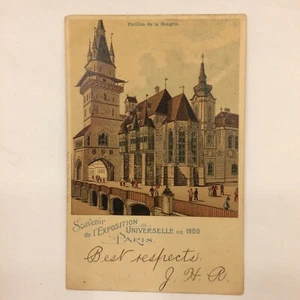 Pavillon de la Hongrie
Souvenir
de l'EXPOSITION UNIVERSELLE DE 1900
PARIS.
Best respects.
J. H. R.